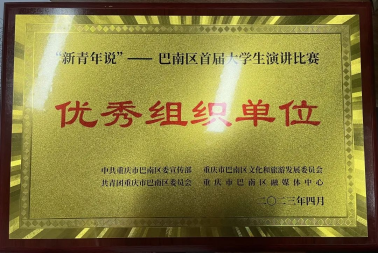 “新青年说”—— 巴南区首届大学生演讲比赛
优秀组织单位
中共重庆市巴南区委宣传部 重庆市巴南区文化和旅游发展委员会
共青团重庆市巴南区委员会 重庆市巴南区融媒体中心
二〇二三年四月